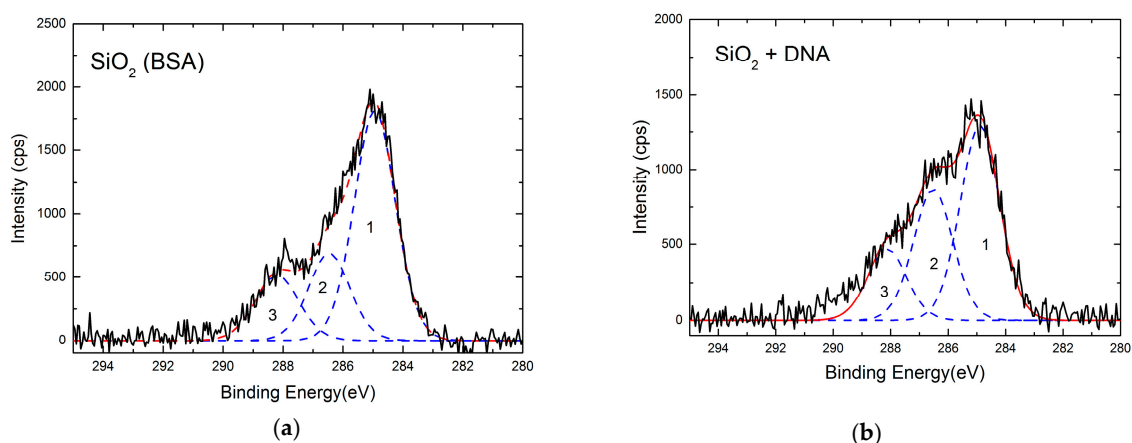 SiO2 (BSA)
Intensity (cps)
2500
2000
1500
1000
500
0
1
2
3
294 292 290 288 286 284 282 280
Binding Energy(eV)
(a)
SiO2 + DNA
Intensity (cps)
2000
1500
1000
500
0
1
2
3
294 292 290 288 286 284 282 280
Binding Energy(eV)
(b)